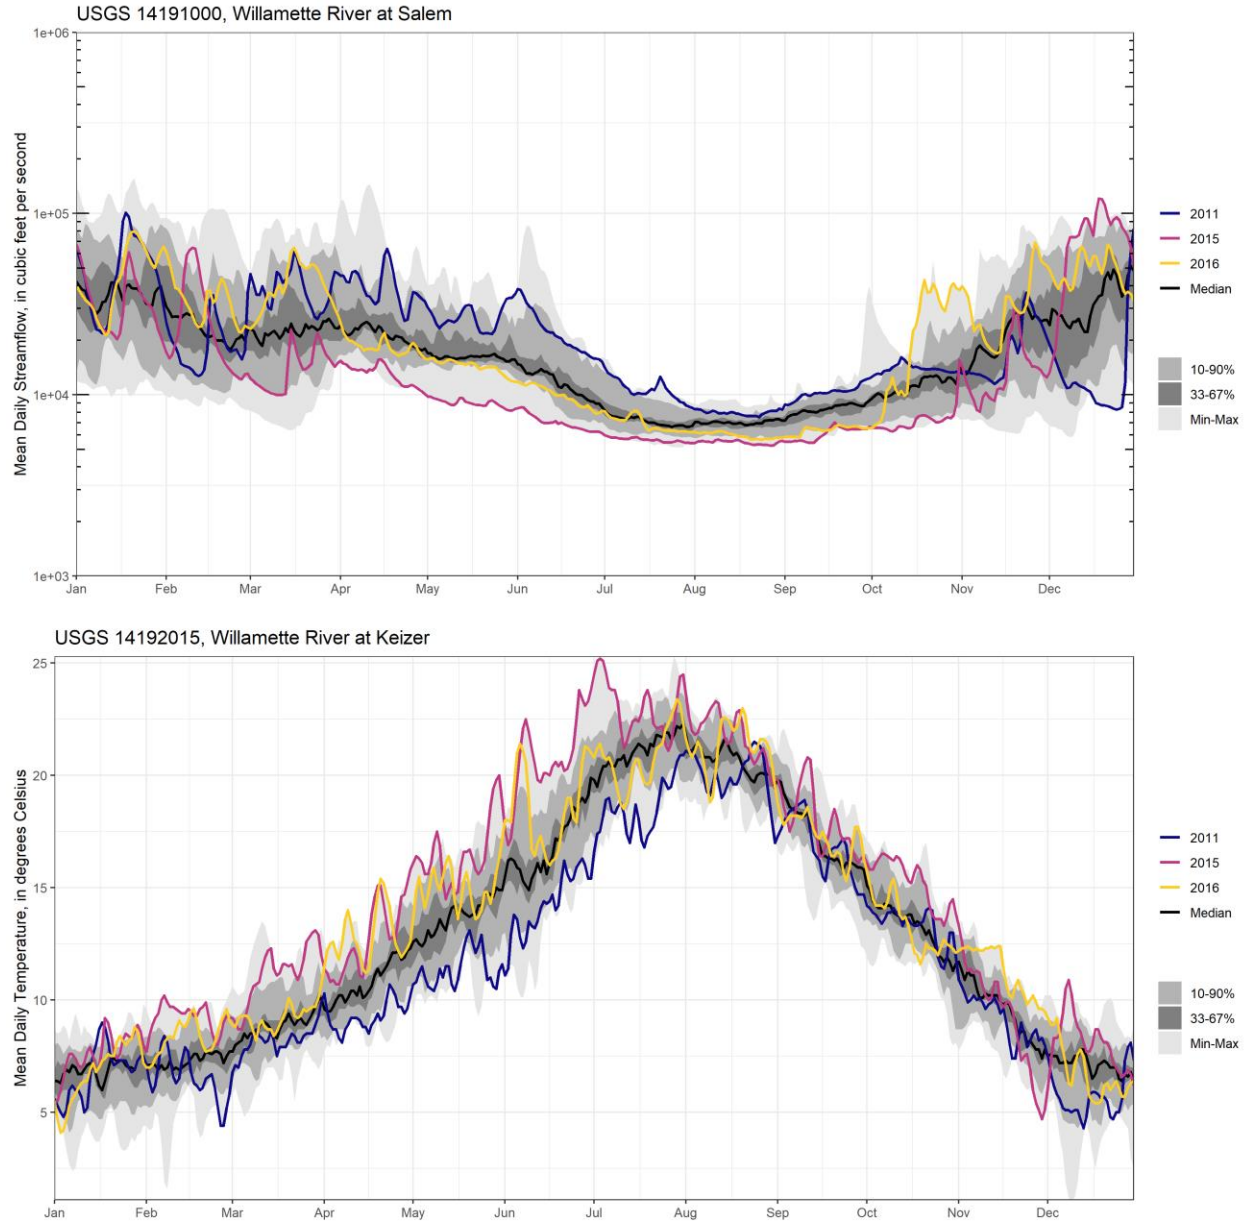 USGS 14191000, Willamette River at Salem
Mean Daily Streamflow, in cubic feet per second
1e+06
1e+05
1e+04
1e+03
Jan Feb Mar Apr May Jun Jul Aug Sep Oct Nov Dec
2011
2015
2016
Median
10-90%
33-67%
Min-Max
USGS 14192015, Willamette River at Keizer
Mean Daily Temperature, in degrees Celsius
25
20
15
10
5
Jan Feb Mar Apr May Jun Jul Aug Sep Oct Nov Dec
2011
2015
2016
Median
10-90%
33-67%
Min-Max